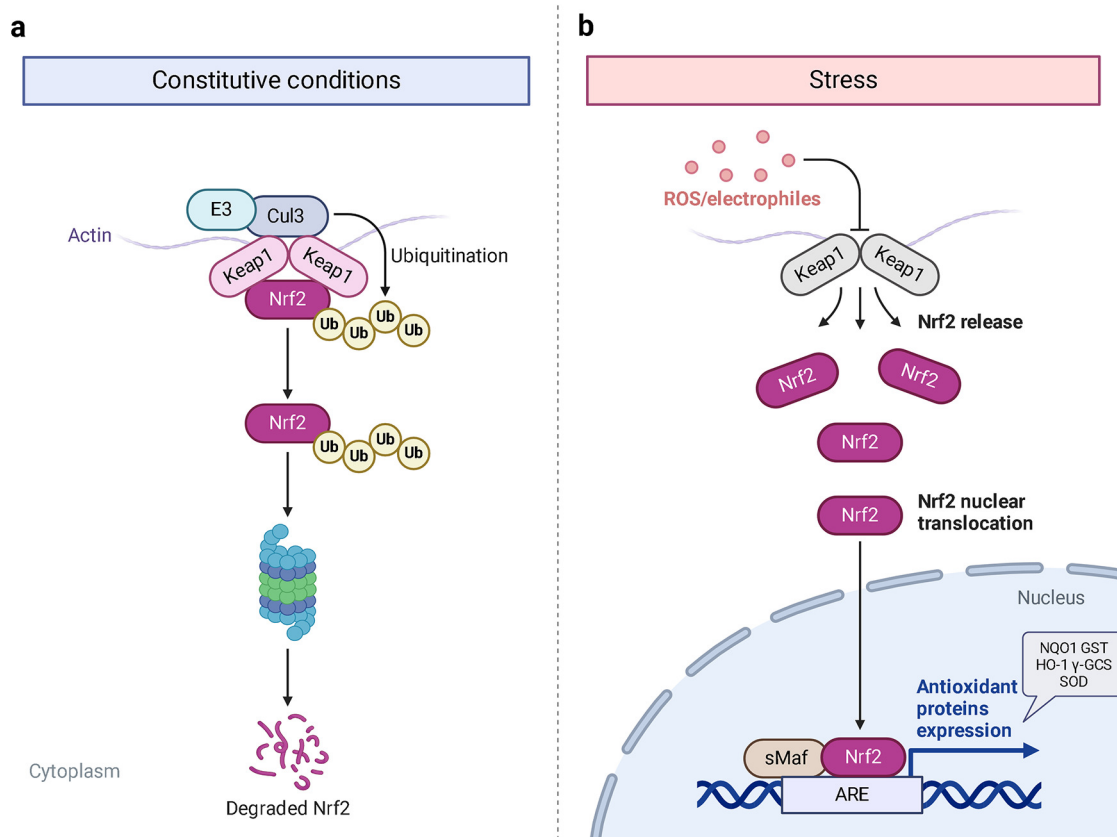 a
Constitutive conditions
E3
Cul3
Actin
Keap1
Keap1
Ubiquitination
Nrf2
Ub
Ub
Ub
Ub
Nrf2
Ub
Ub
Ub
Ub
Cytoplasm
Degraded Nrf2
b
Stress
ROS/electrophiles
Keap1
Keap1
Nrf2 release
Nrf2
Nrf2
Nrf2
Nrf2
Nrf2 nuclear
translocation
Nucleus
NQO1 GST
HO-1 γ-GCS
SOD
Antioxidant
proteins
expression
sMaf
Nrf2
ARE